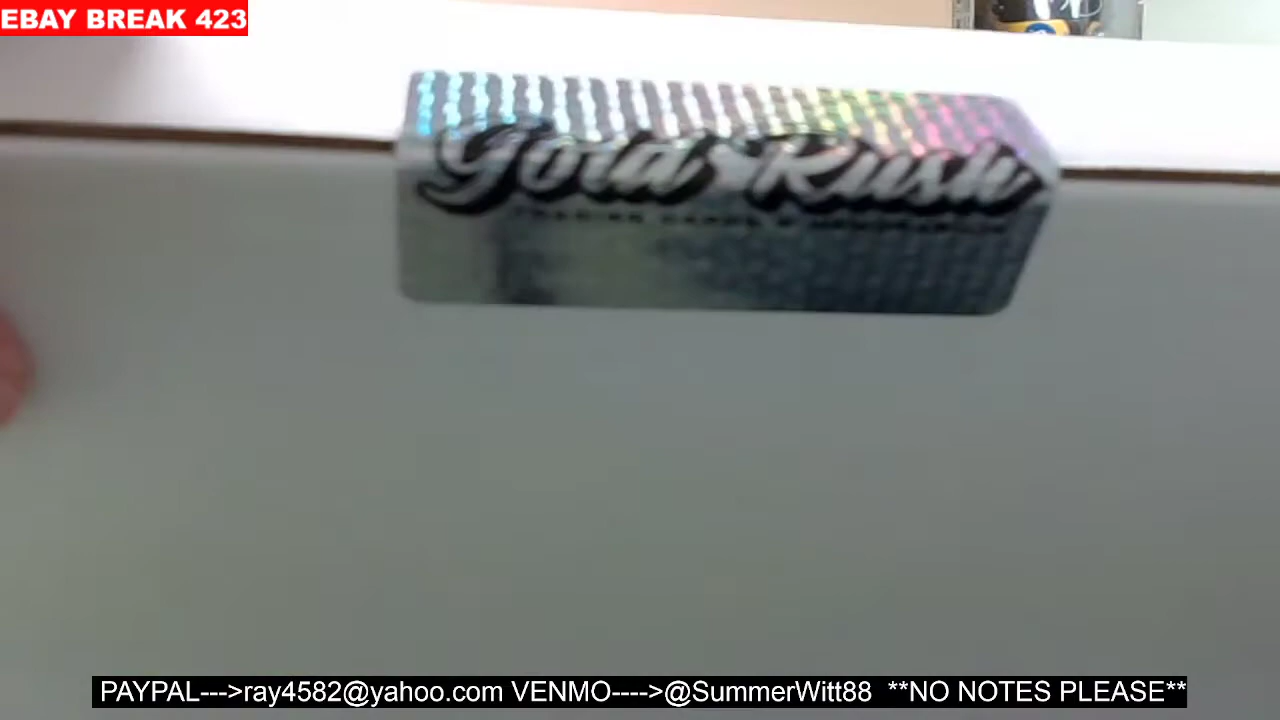 EBAY BREAK 423
Gold Rush
PAYPAL--->ray4582@yahoo.com VENMO---->@SummerWitt88 **NO NOTES PLEASE**